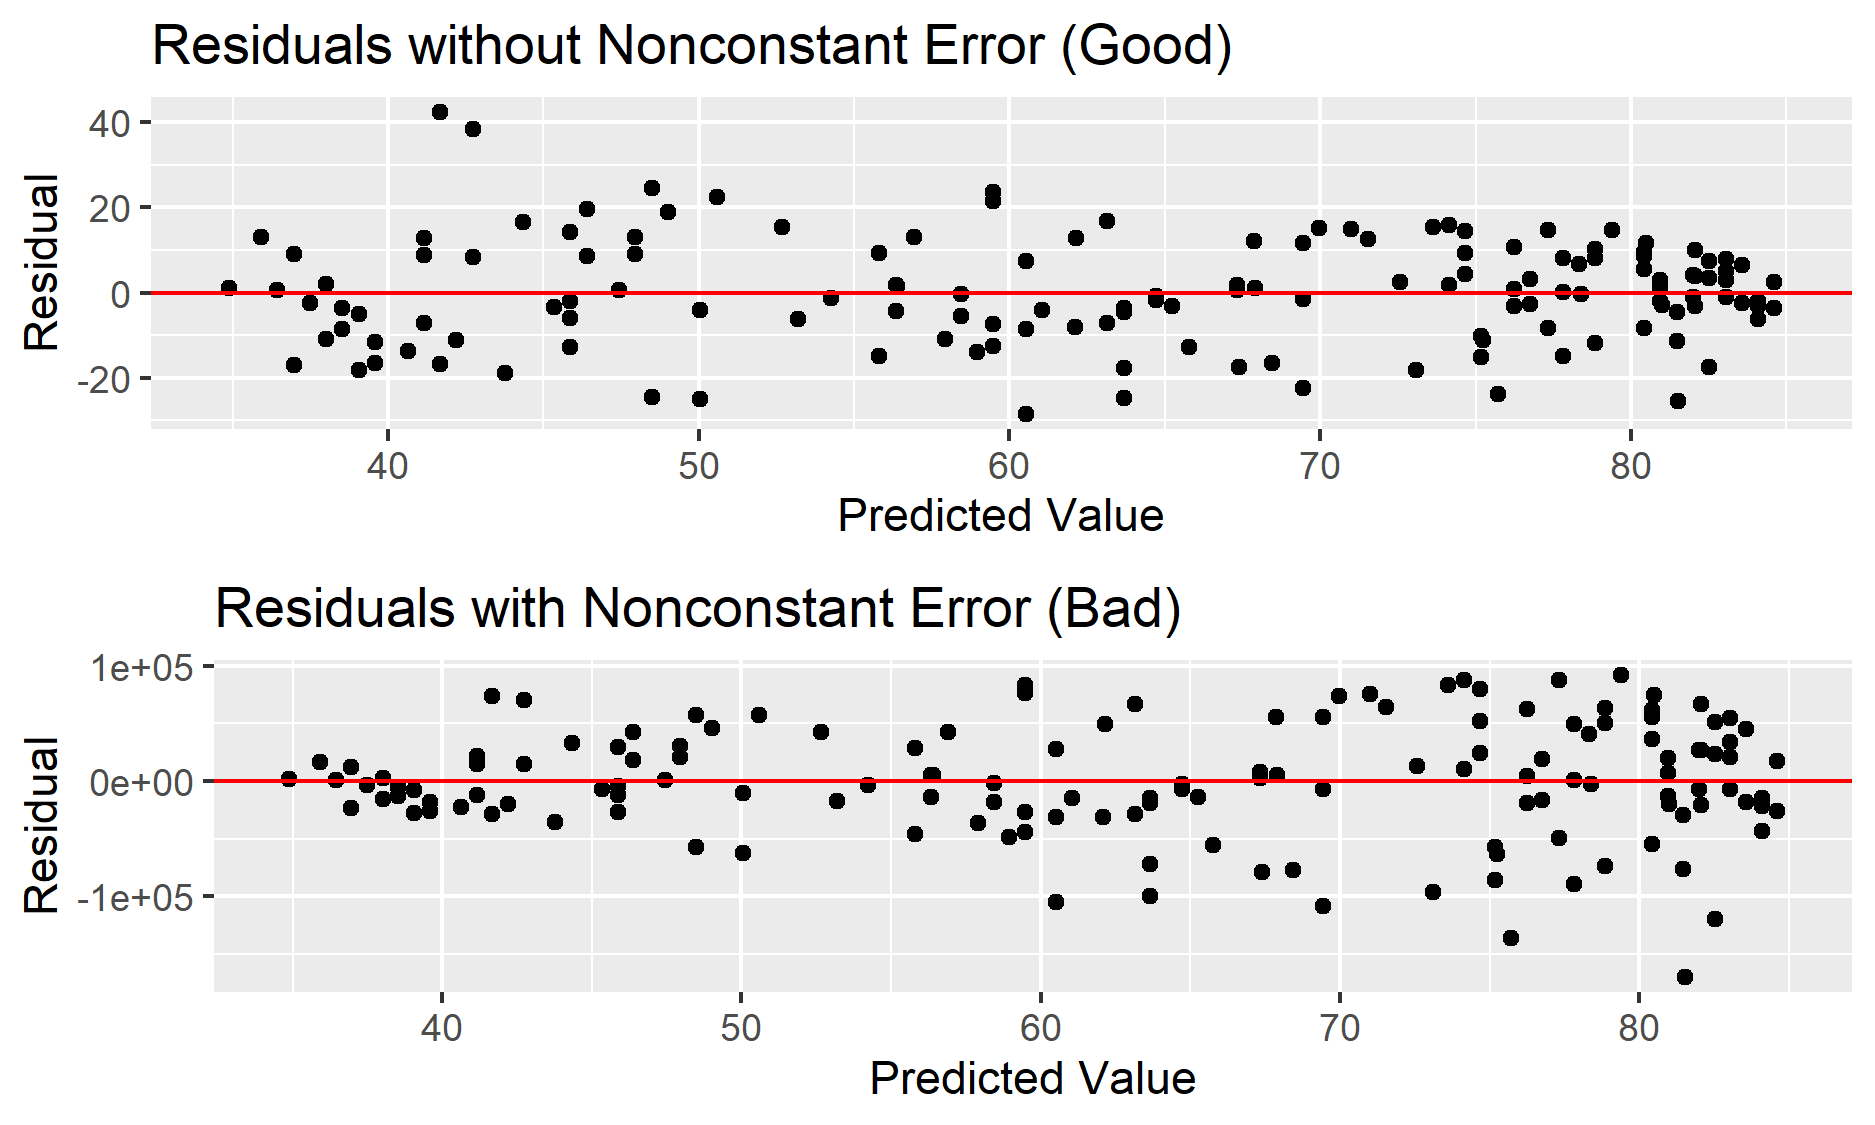 Residuals without Nonconstant Error (Good)
40
20
0
-20
Residual
40 50 60 70 80
Predicted Value
Residuals with Nonconstant Error (Bad)
1e+05
0e+00
-1e+05
Residual
40 50 60 70 80
Predicted Value